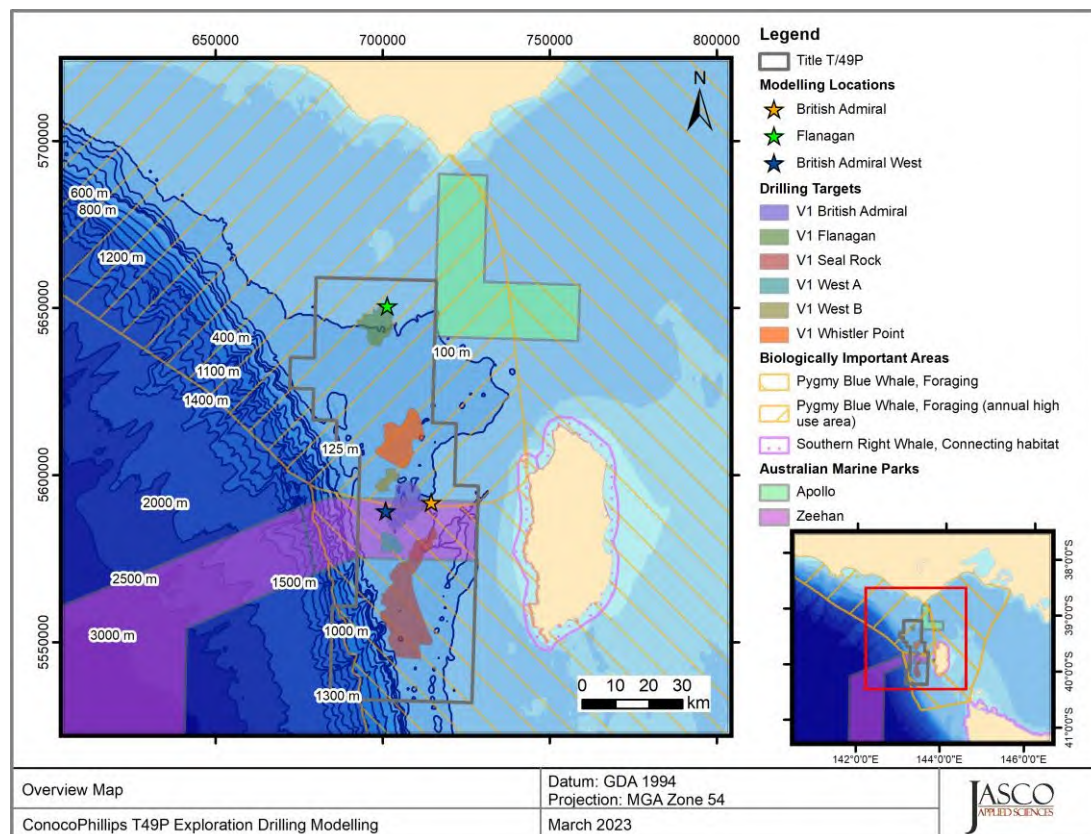 650000
700000
750000
800000
5700000
5650000
5600000
5550000
N
600 m
800 m
1200 m
400 m
1100 m
1400 m
100 m
125 m
2000 m
2500 m
1500 m
3000 m
1000 m
1300 m
0 10 20 30
km
Legend
Title T/49P
Modelling Locations
British Admiral
Flanagan
British Admiral West
Drilling Targets
V1 British Admiral
V1 Flanagan
V1 Seal Rock
V1 West A
V1 West B
V1 Whistler Point
Biologically Important Areas
Pygmy Blue Whale, Foraging
Pygmy Blue Whale, Foraging (annual high
use area)
Southern Right Whale, Connecting habitat
Australian Marine Parks
Apollo
Zeehan
38°0'0"S
39°0'0"S
40°0'0"S
41°0'0"S
142°0'0"E
144°0'0"E
146°0'0"E
Overview Map
Datum: GDA 1994
Projection: MGA Zone 54
ConocoPhillips T49P Exploration Drilling Modelling
March 2023
JASCO
APPLIED SCIENCES